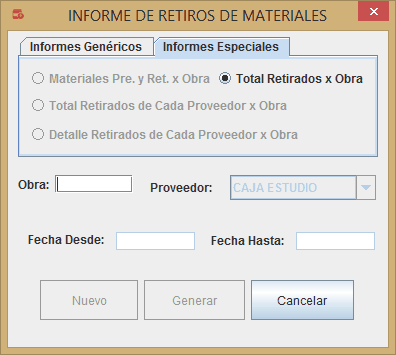 INFORME DE RETIROS DE MATERIALES
Informes Genéricos Informes Especiales
Materiales Pre. y Ret. x Obra Total Retirados x Obra
Total Retirados de Cada Proveedor x Obra
Detalle Retirados de Cada Proveedor x Obra
Obra: Proveedor: CAJA ESTUDIO
Fecha Desde: Fecha Hasta:
Nuevo Generar Cancelar